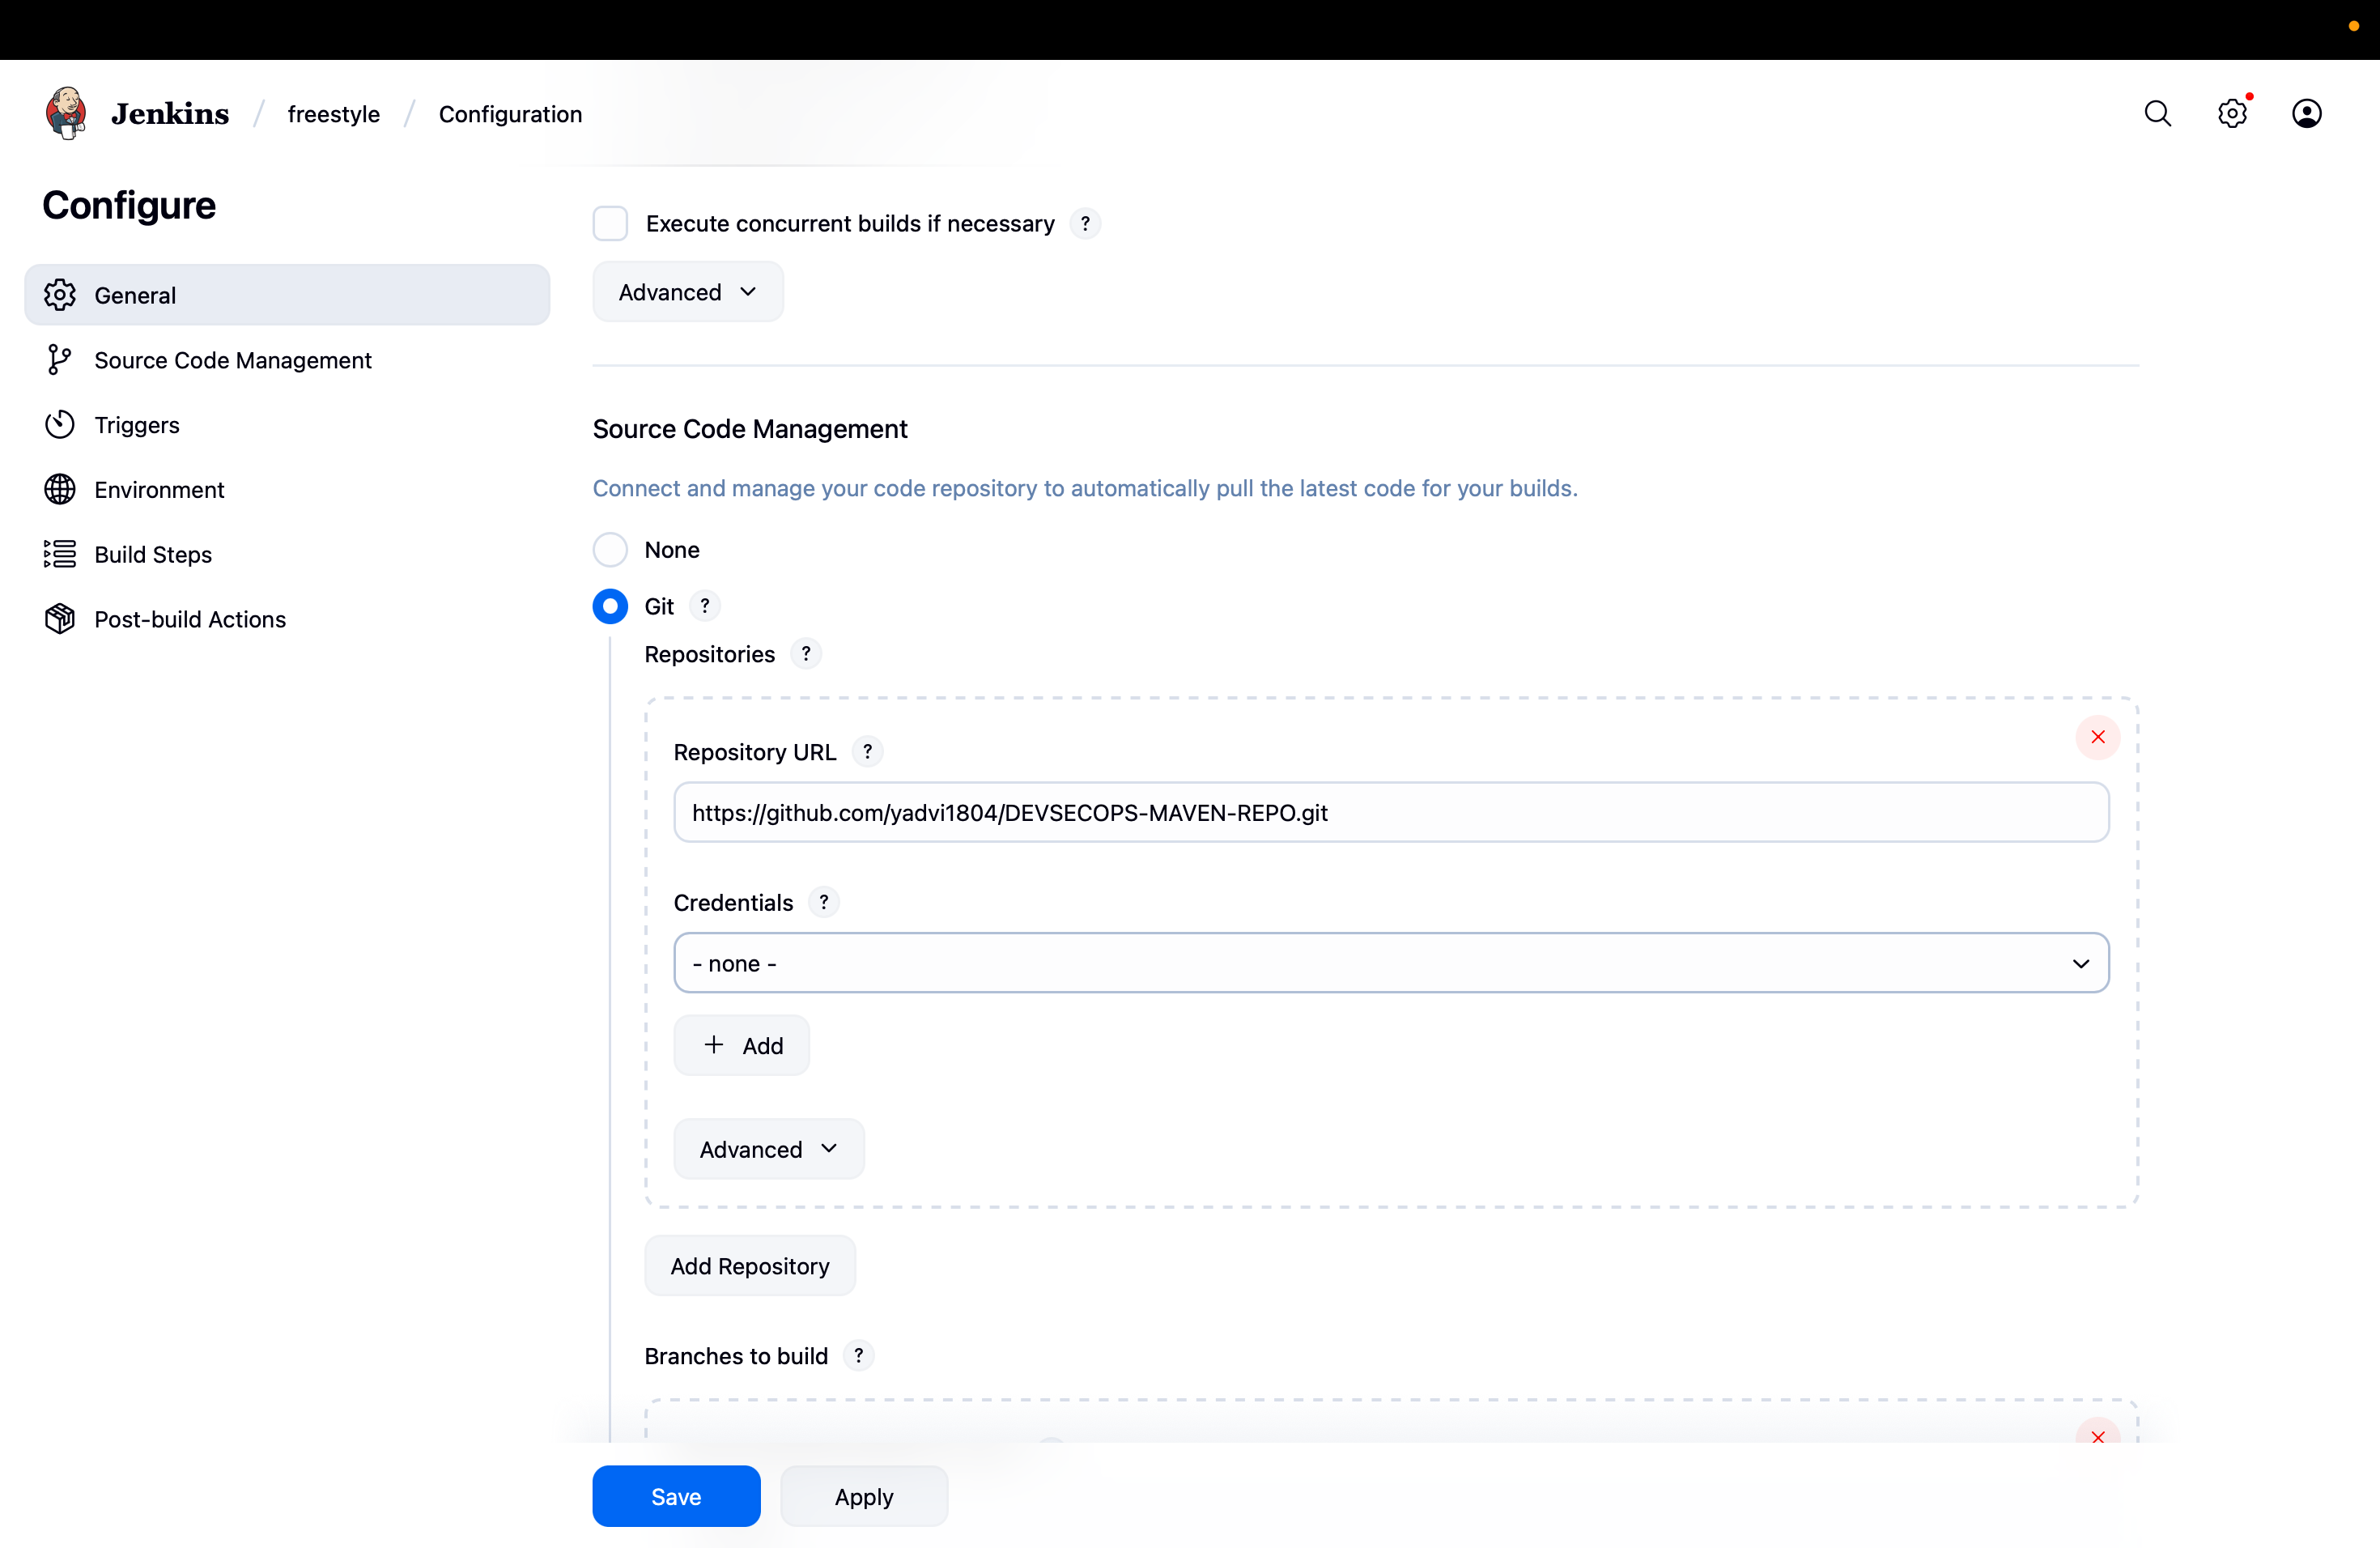 Jenkins / freestyle / Configuration
Configure
General
Source Code Management
Triggers
Environment
Build Steps
Post-build Actions
Execute concurrent builds if necessary ?
Advanced
Source Code Management
Connect and manage your code repository to automatically pull the latest code for your builds.
None
Git ?
Repositories ?
Repository URL ?
https://github.com/yadvi1804/DEVSECOPS-MAVEN-REPO.git
Credentials ?
- none -
+ Add
Advanced
Add Repository
Branches to build ?
Save
Apply